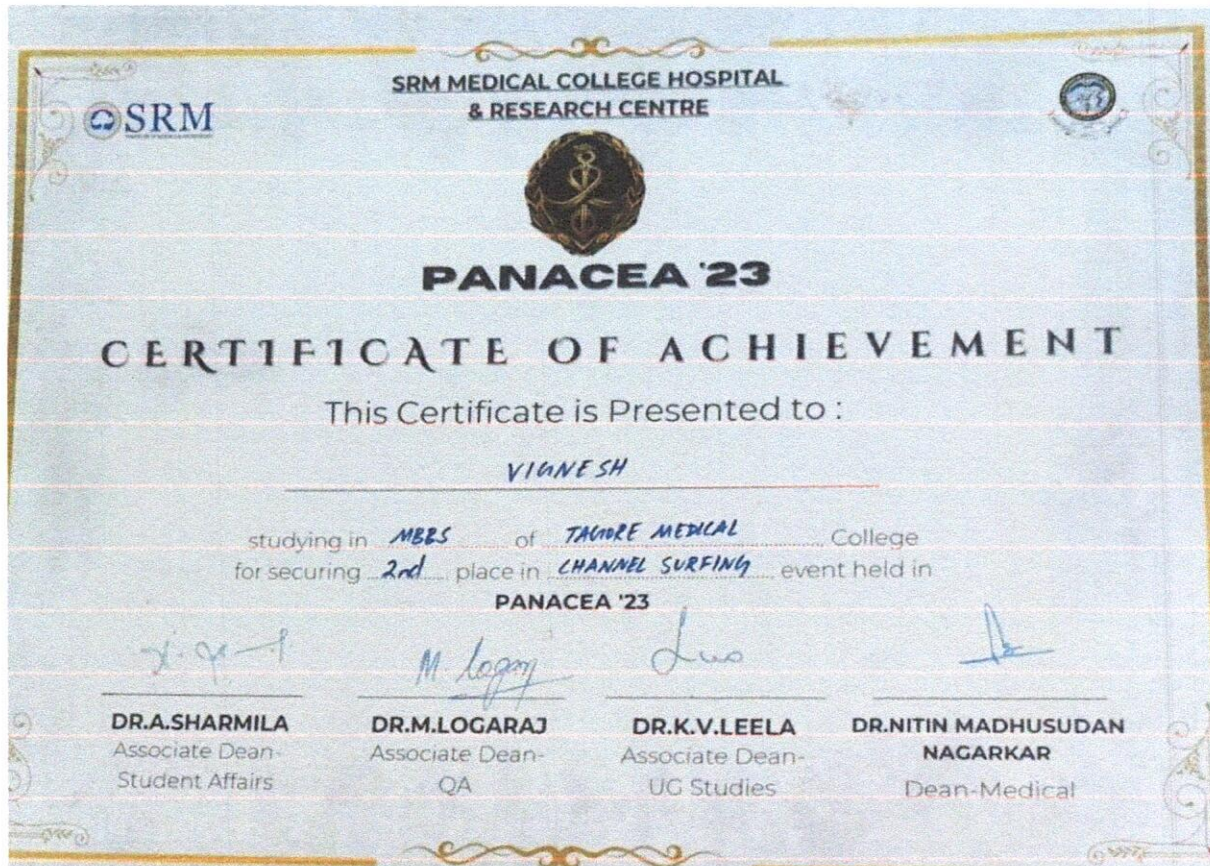 SRM MEDICAL COLLEGE HOSPITAL
& RESEARCH CENTRE
SRM
PANACEA '23
CERTIFICATE OF ACHIEVEMENT
This Certificate is Presented to :
VIGNESH
studying in MBBS of TAGORE MEDICAL College
for securing 2nd place in CHANNEL SURFING event held in
PANACEA '23
M. Logaraj
DR.A.SHARMILA
Associate Dean-
Student Affairs
DR.M.LOGARAJ
Associate Dean-
QA
DR.K.V.LEELA
Associate Dean-
UG Studies
DR.NITIN MADHUSUDAN
NAGARKAR
Dean-Medical